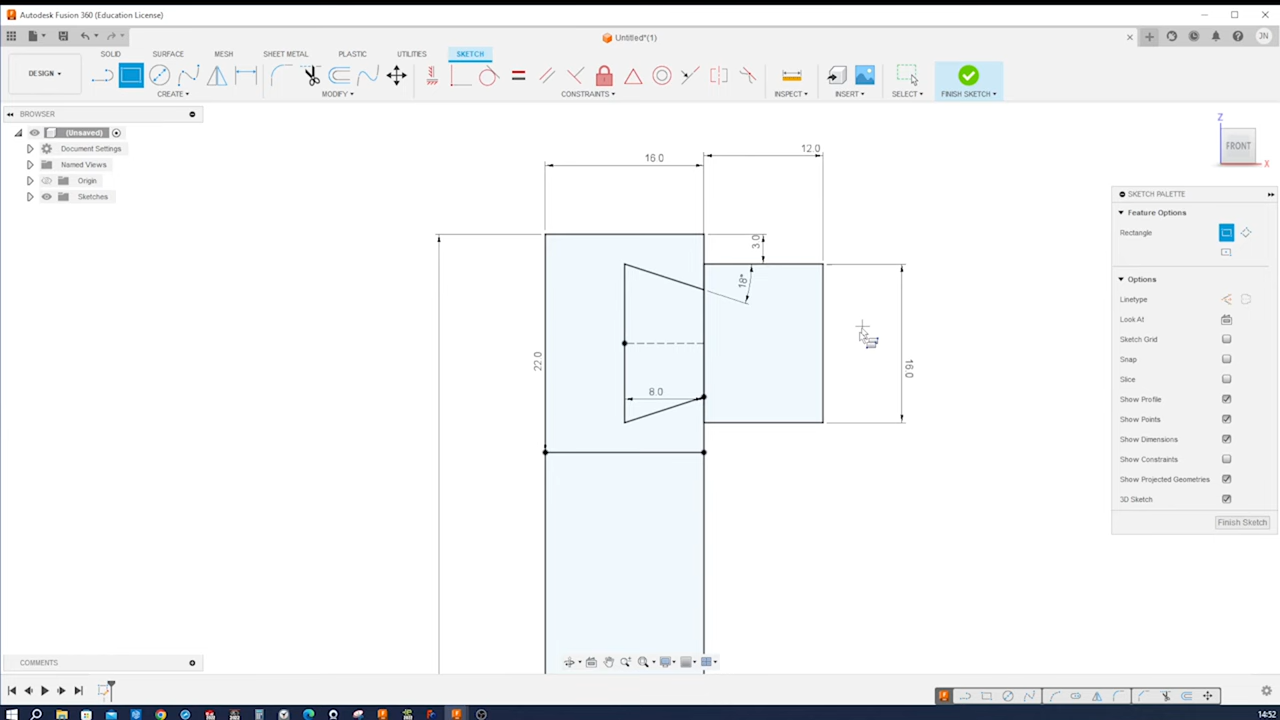 Autodesk Fusion 360 (Education License)
Untitled*(1)
JN
DESIGN
SOLID SURFACE MESH SHEET METAL PLASTIC UTILITIES SKETCH
CREATE MODIFY CONSTRAINTS INSPECT INSERT SELECT FINISH SKETCH
BROWSER
(Unsaved)
Document Settings
Named Views
Origin
Sketches
Z
FRONT
X
16.0
12.0
3.0
18°
22.0
8.0
16.0
SKETCH PALETTE
Feature Options
Rectangle
Options
Linetype
Look At
Sketch Grid
Snap
Slice
Show Profile
Show Points
Show Dimensions
Show Constraints
Show Projected Geometries
3D Sketch
Finish Sketch
COMMENTS
14:52